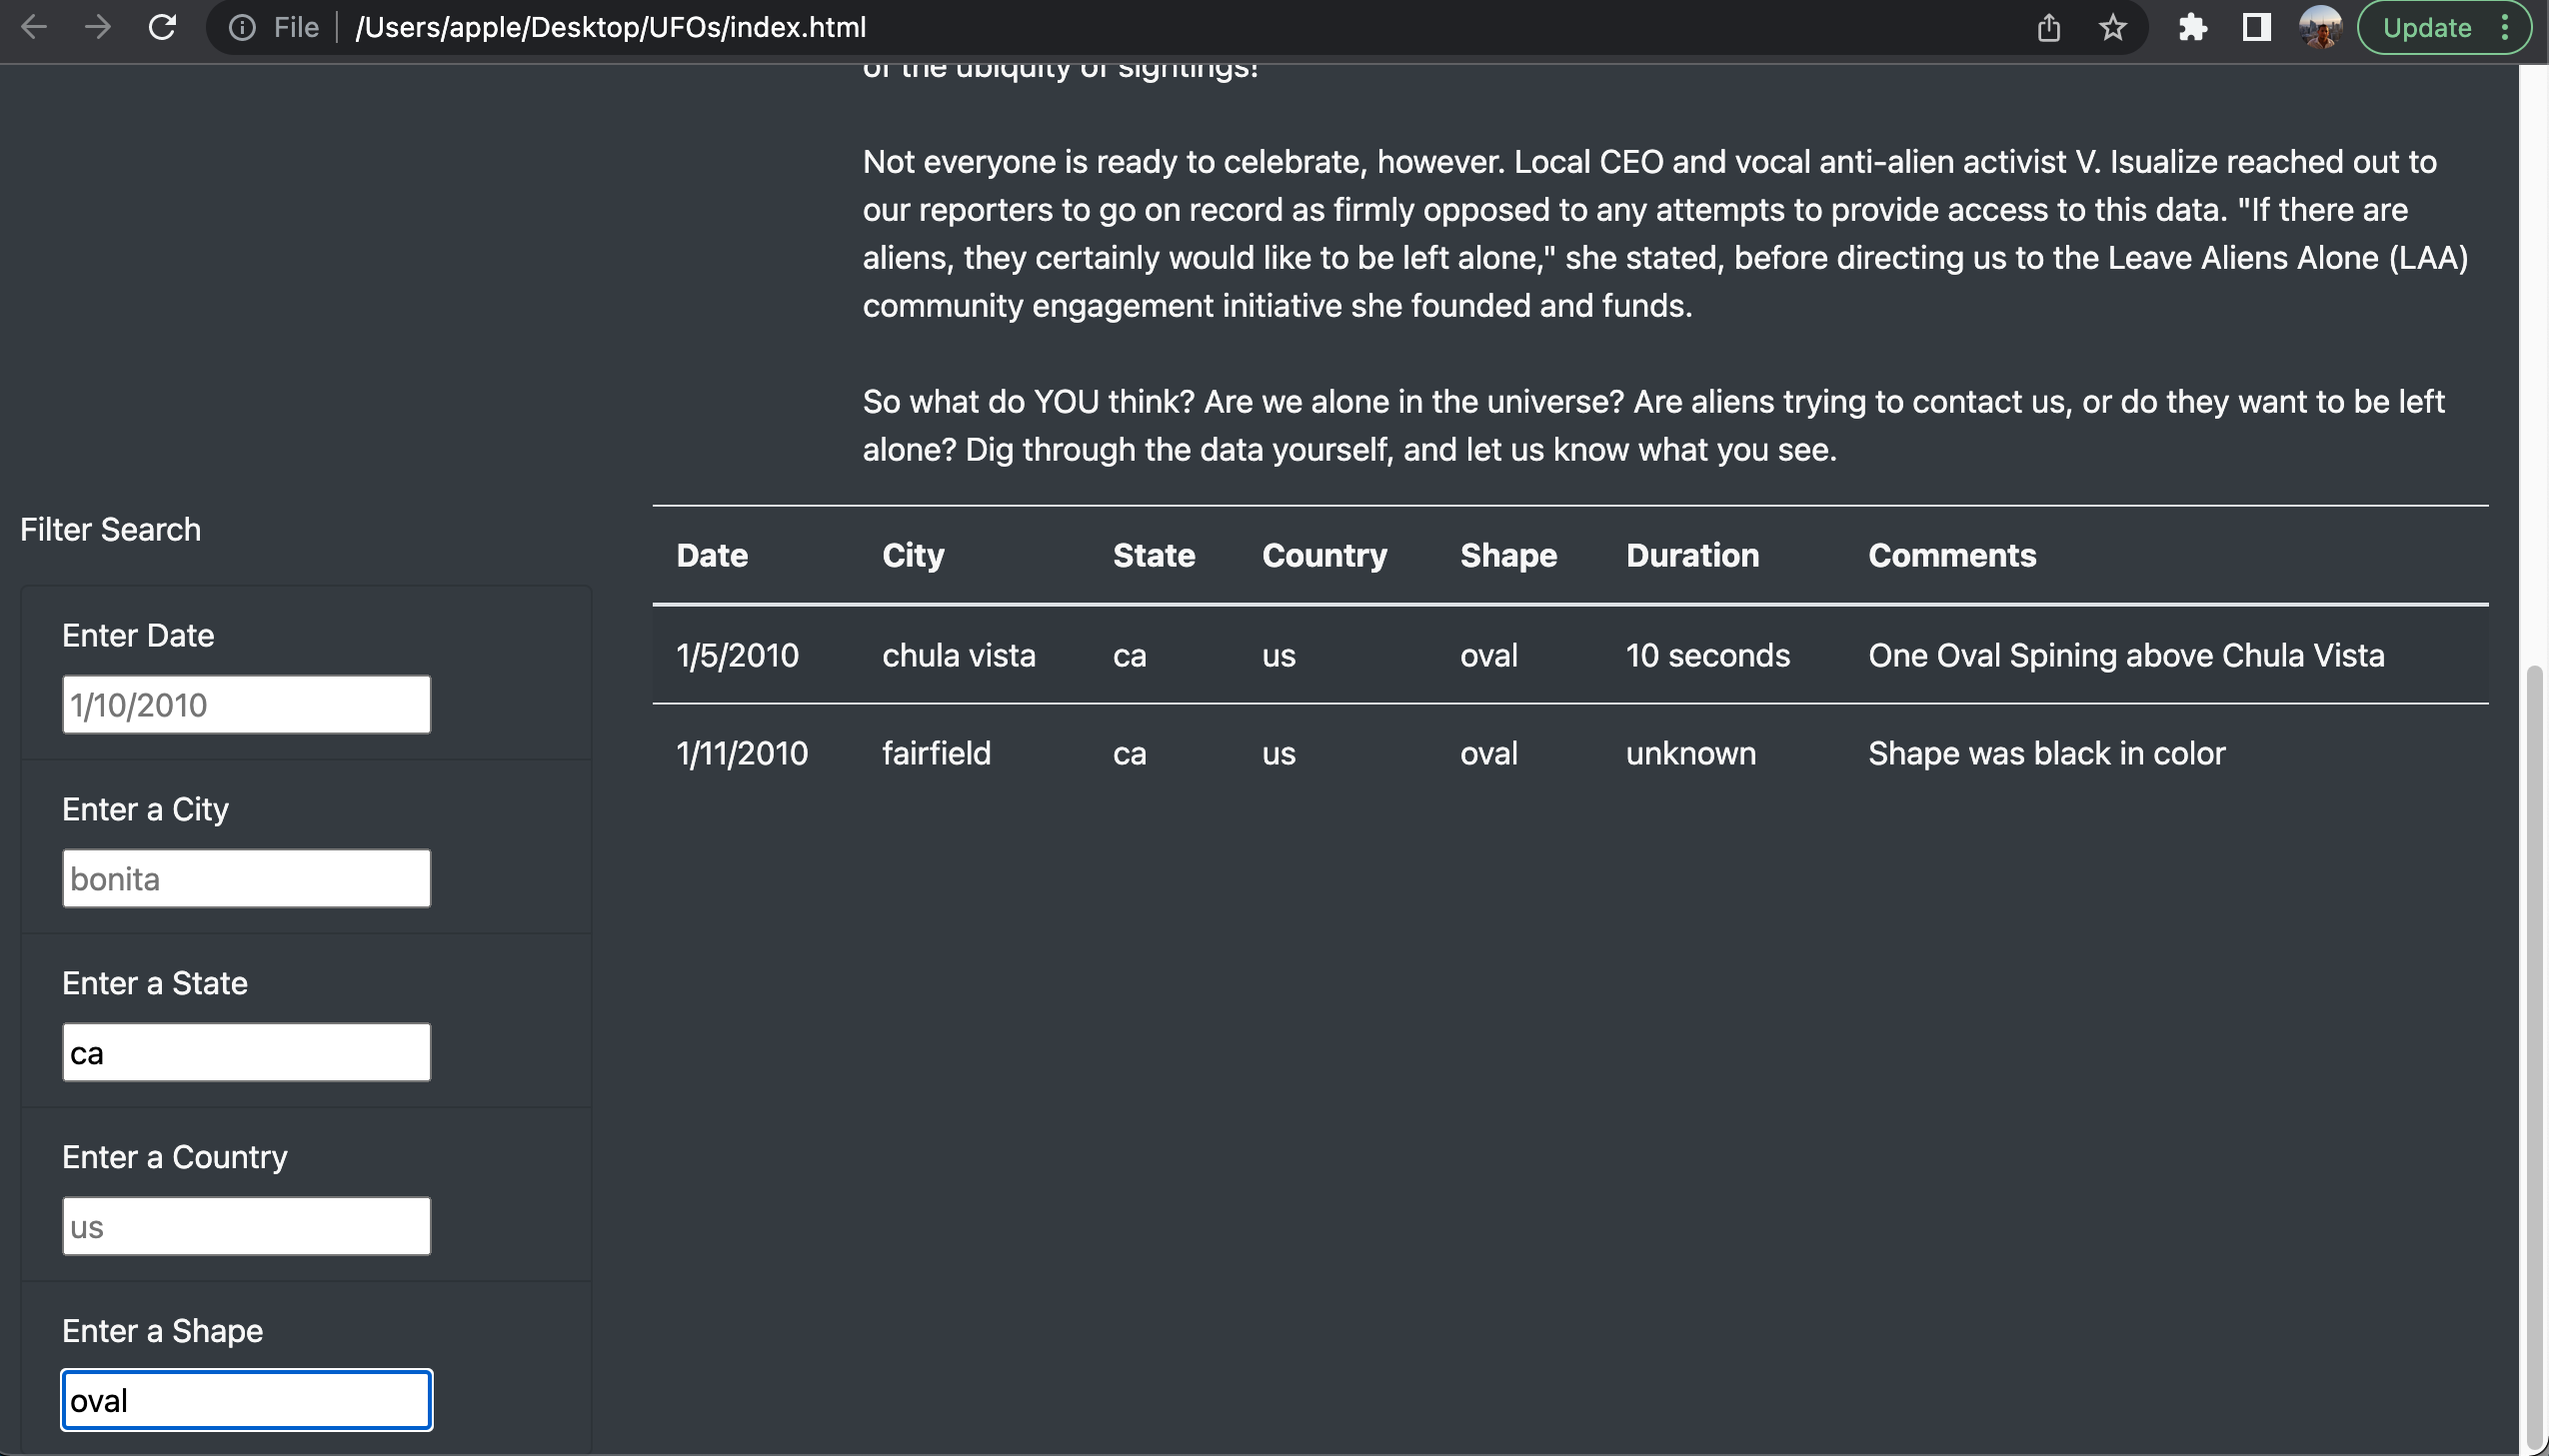 File /Users/apple/Desktop/UFOs/index.html
Update
of the ubiquity of sightings!
Not everyone is ready to celebrate, however. Local CEO and vocal anti-alien activist V. Isualize reached out to
our reporters to go on record as firmly opposed to any attempts to provide access to this data. "If there are
aliens, they certainly would like to be left alone," she stated, before directing us to the Leave Aliens Alone (LAA)
community engagement initiative she founded and funds.
So what do YOU think? Are we alone in the universe? Are aliens trying to contact us, or do they want to be left
alone? Dig through the data yourself, and let us know what you see.
Filter Search
Enter Date
1/10/2010
Enter a City
bonita
Enter a State
ca
Enter a Country
us
Enter a Shape
oval
Date City State Country Shape Duration Comments
1/5/2010 chula vista ca us oval 10 seconds One Oval Spining above Chula Vista
1/11/2010 fairfield ca us oval unknown Shape was black in color